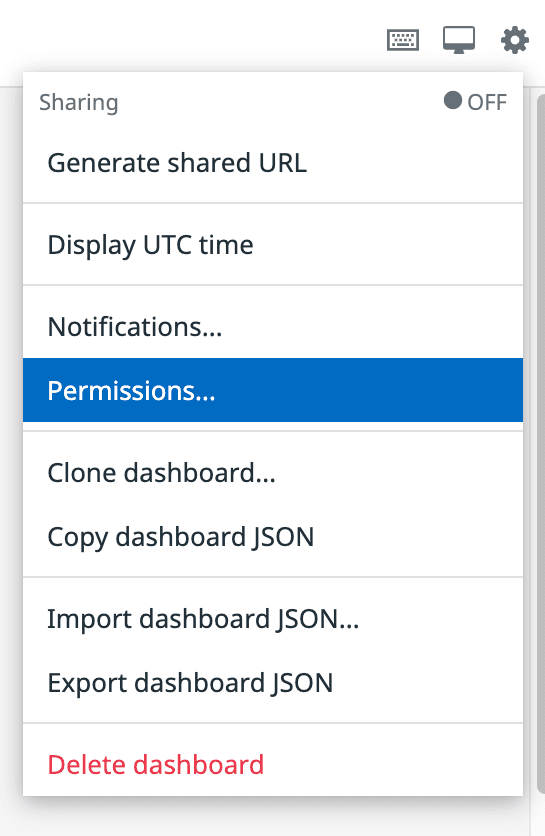 Sharing OFF
Generate shared URL
Display UTC time
Notifications...
Permissions...
Clone dashboard...
Copy dashboard JSON
Import dashboard JSON...
Export dashboard JSON
Delete dashboard